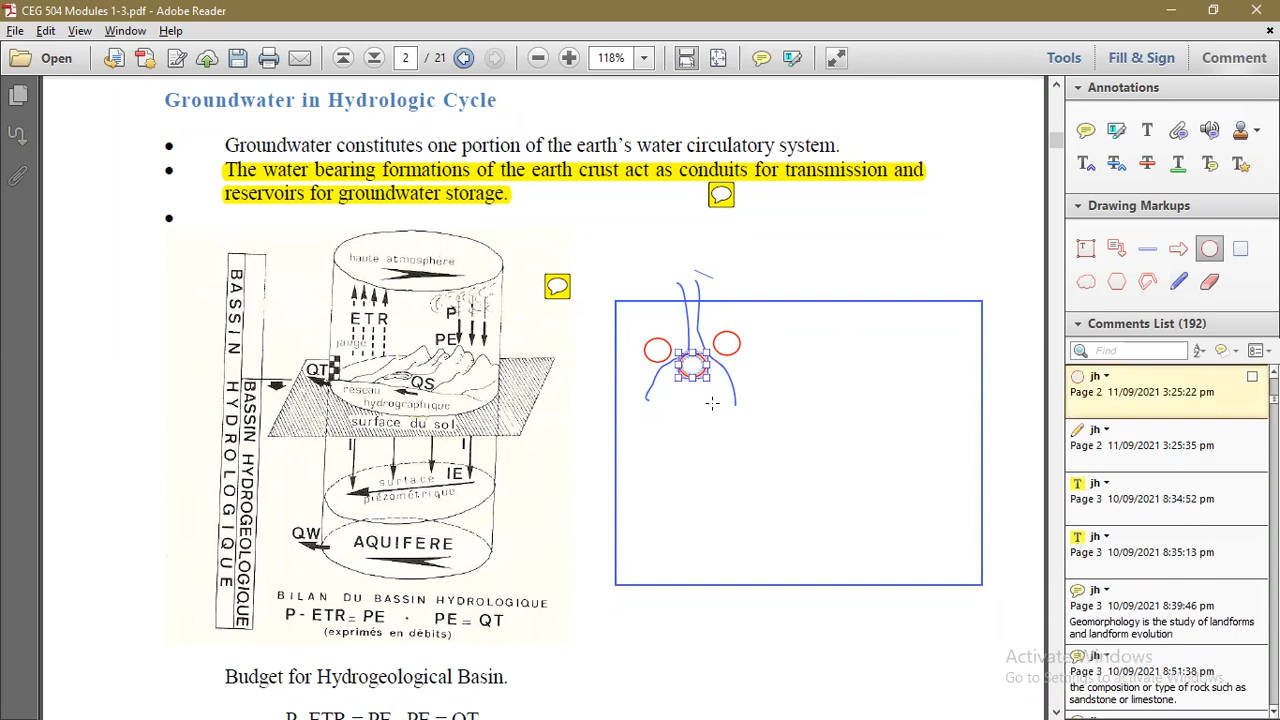 CEG 504 Modules 1-3.pdf - Adobe Reader
File Edit View Window Help
Open 2 / 21 118% Tools Fill & Sign Comment
Groundwater in Hydrologic Cycle
• Groundwater constitutes one portion of the earth's water circulatory system.
• The water bearing formations of the earth crust act as conduits for transmission and
reservoirs for groundwater storage.
•
BASSIN HYDROLOGIQUE
BASSIN HYDROGEOLOGIQUE
haute atmosphère
ETR
P
jauge
PE
QT
QS
réseau
hydrographique
surface du sol
I I
IE
surface
piézométrique
QW
AQUIFERE
BILAN DU BASSIN HYDROLOGIQUE
P - ETR = PE · PE = QT
(exprimés en débits)
Budget for Hydrogeological Basin.
P- ETR = PE PE = QT
Annotations
Drawing Markups
Comments List (192)
Find
jh
Page 2 11/09/2021 3:25:22 pm
jh
Page 2 11/09/2021 3:25:35 pm
jh
Page 3 10/09/2021 8:34:52 pm
jh
Page 3 10/09/2021 8:35:13 pm
jh
Page 3 10/09/2021 8:39:46 pm
Geomorphology is the study of landforms
and landform evolution
jh
Page 3 10/09/2021 8:51:38 pm
the composition or type of rock such as
sandstone or limestone.
Activate Windows
Go to Settings to activate Windows.